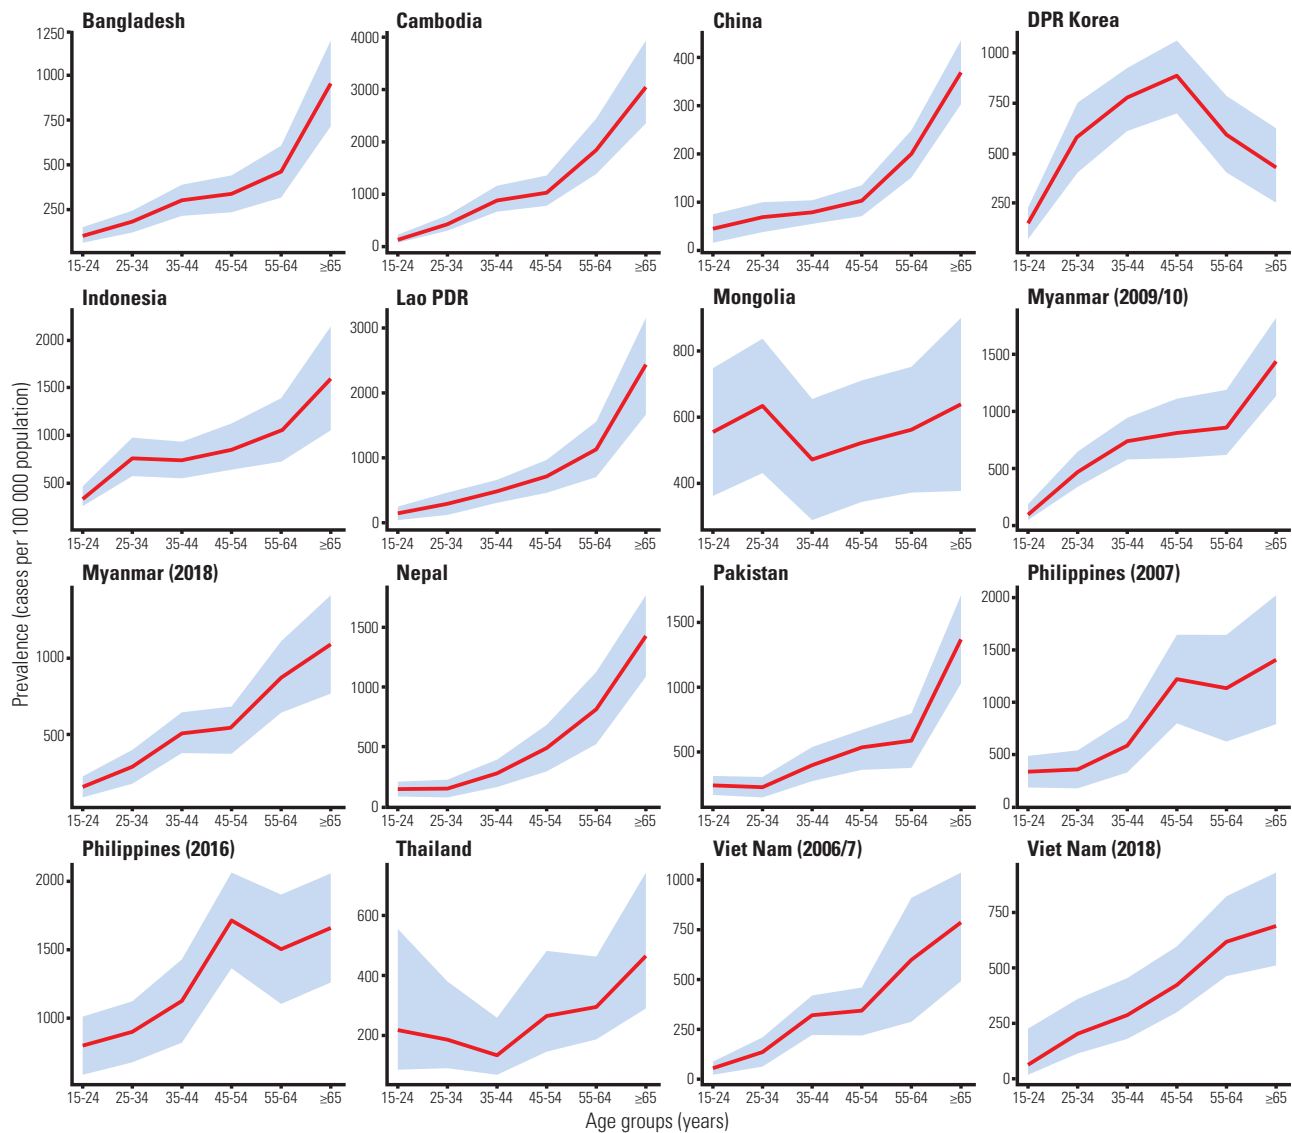 Bangladesh
1250
1000
750
500
250
15-24 25-34 35-44 45-54 55-64 ≥65
Cambodia
4000
3000
2000
1000
0
15-24 25-34 35-44 45-54 55-64 ≥65
China
400
300
200
100
0
15-24 25-34 35-44 45-54 55-64 ≥65
DPR Korea
1000
750
500
250
15-24 25-34 35-44 45-54 55-64 ≥65
Indonesia
2000
1500
1000
500
15-24 25-34 35-44 45-54 55-64 ≥65
Lao PDR
3000
2000
1000
0
15-24 25-34 35-44 45-54 55-64 ≥65
Mongolia
800
600
400
15-24 25-34 35-44 45-54 55-64 ≥65
Myanmar (2009/10)
1500
1000
500
0
15-24 25-34 35-44 45-54 55-64 ≥65
Prevalence (cases per 100 000 population)
Myanmar (2018)
1000
500
15-24 25-34 35-44 45-54 55-64 ≥65
Nepal
1500
1000
500
0
15-24 25-34 35-44 45-54 55-64 ≥65
Pakistan
1500
1000
500
15-24 25-34 35-44 45-54 55-64 ≥65
Philippines (2007)
2000
1500
1000
500
0
15-24 25-34 35-44 45-54 55-64 ≥65
Philippines (2016)
2000
1500
1000
15-24 25-34 35-44 45-54 55-64 ≥65
Thailand
600
400
200
15-24 25-34 35-44 45-54 55-64 ≥65
Viet Nam (2006/7)
1000
750
500
250
0
15-24 25-34 35-44 45-54 55-64 ≥65
Viet Nam (2018)
750
500
250
0
15-24 25-34 35-44 45-54 55-64 ≥65
Age groups (years)